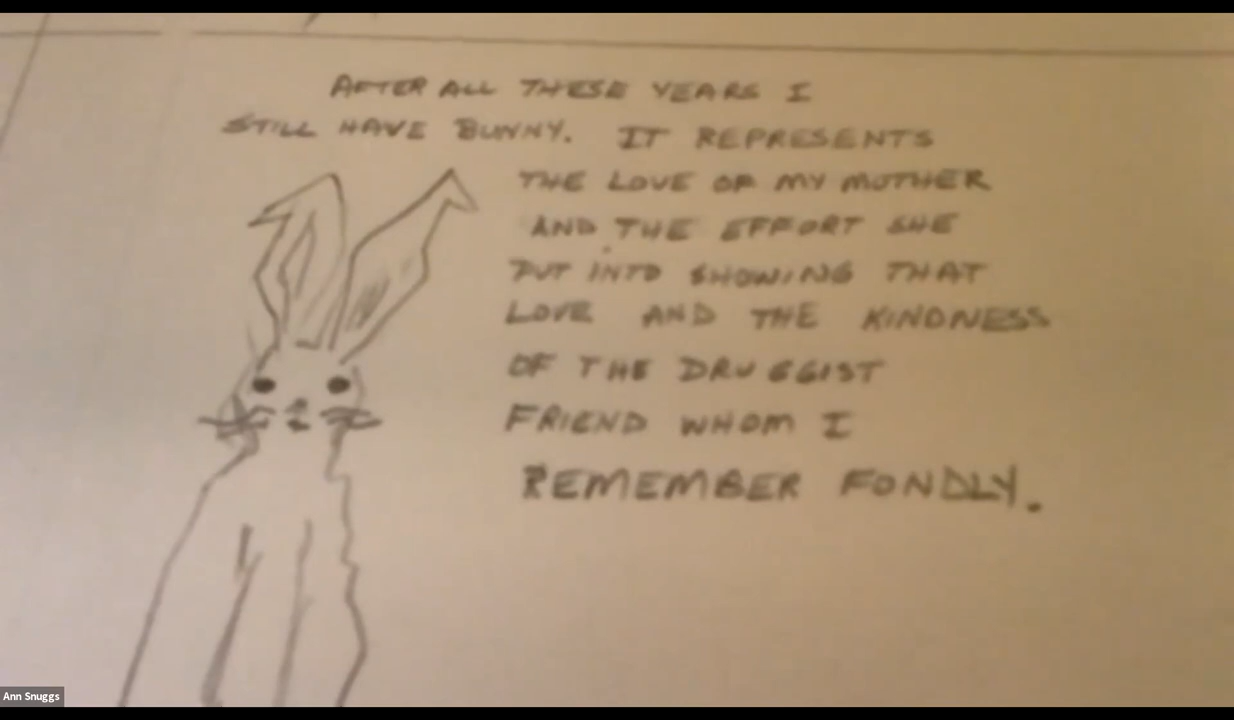 AFTER ALL THESE YEARS I
STILL HAVE BUNNY. IT REPRESENTS
THE LOVE OF MY MOTHER
AND THE EFFORT SHE
PUT INTO SHOWING THAT
LOVE AND THE KINDNESS
OF THE DRUGGIST
FRIEND WHOM I
REMEMBER FONDLY.
Ann Snuggs